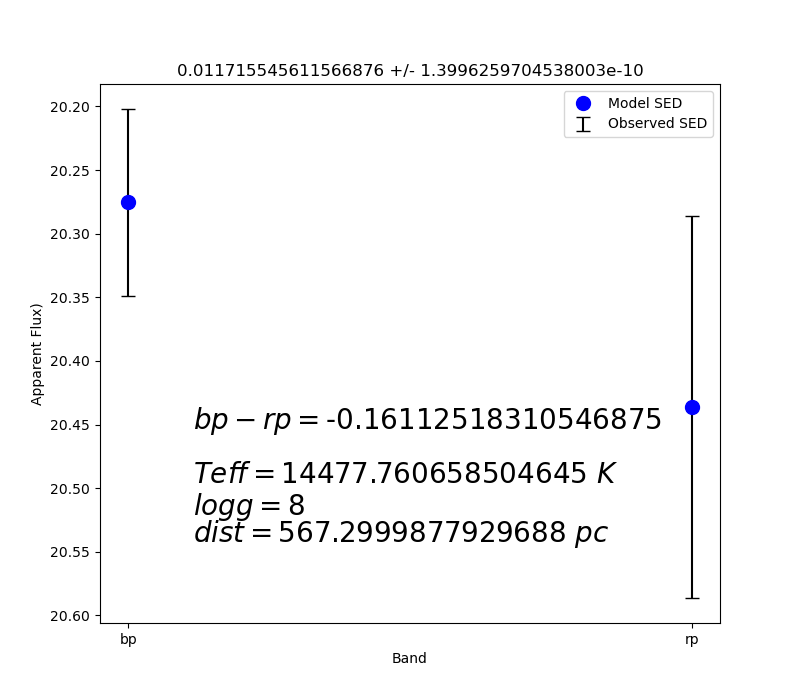 0.011715545611566876 +/- 1.3996259704538003e-10
Model SED
Observed SED
20.20
20.25
20.30
20.35
20.40
20.45
20.50
20.55
20.60
Apparent Flux)
bp − rp = -0.16112518310546875
Teff = 14477.760658504645 K
logg = 8
dist = 567.2999877929688 pc
bp
rp
Band